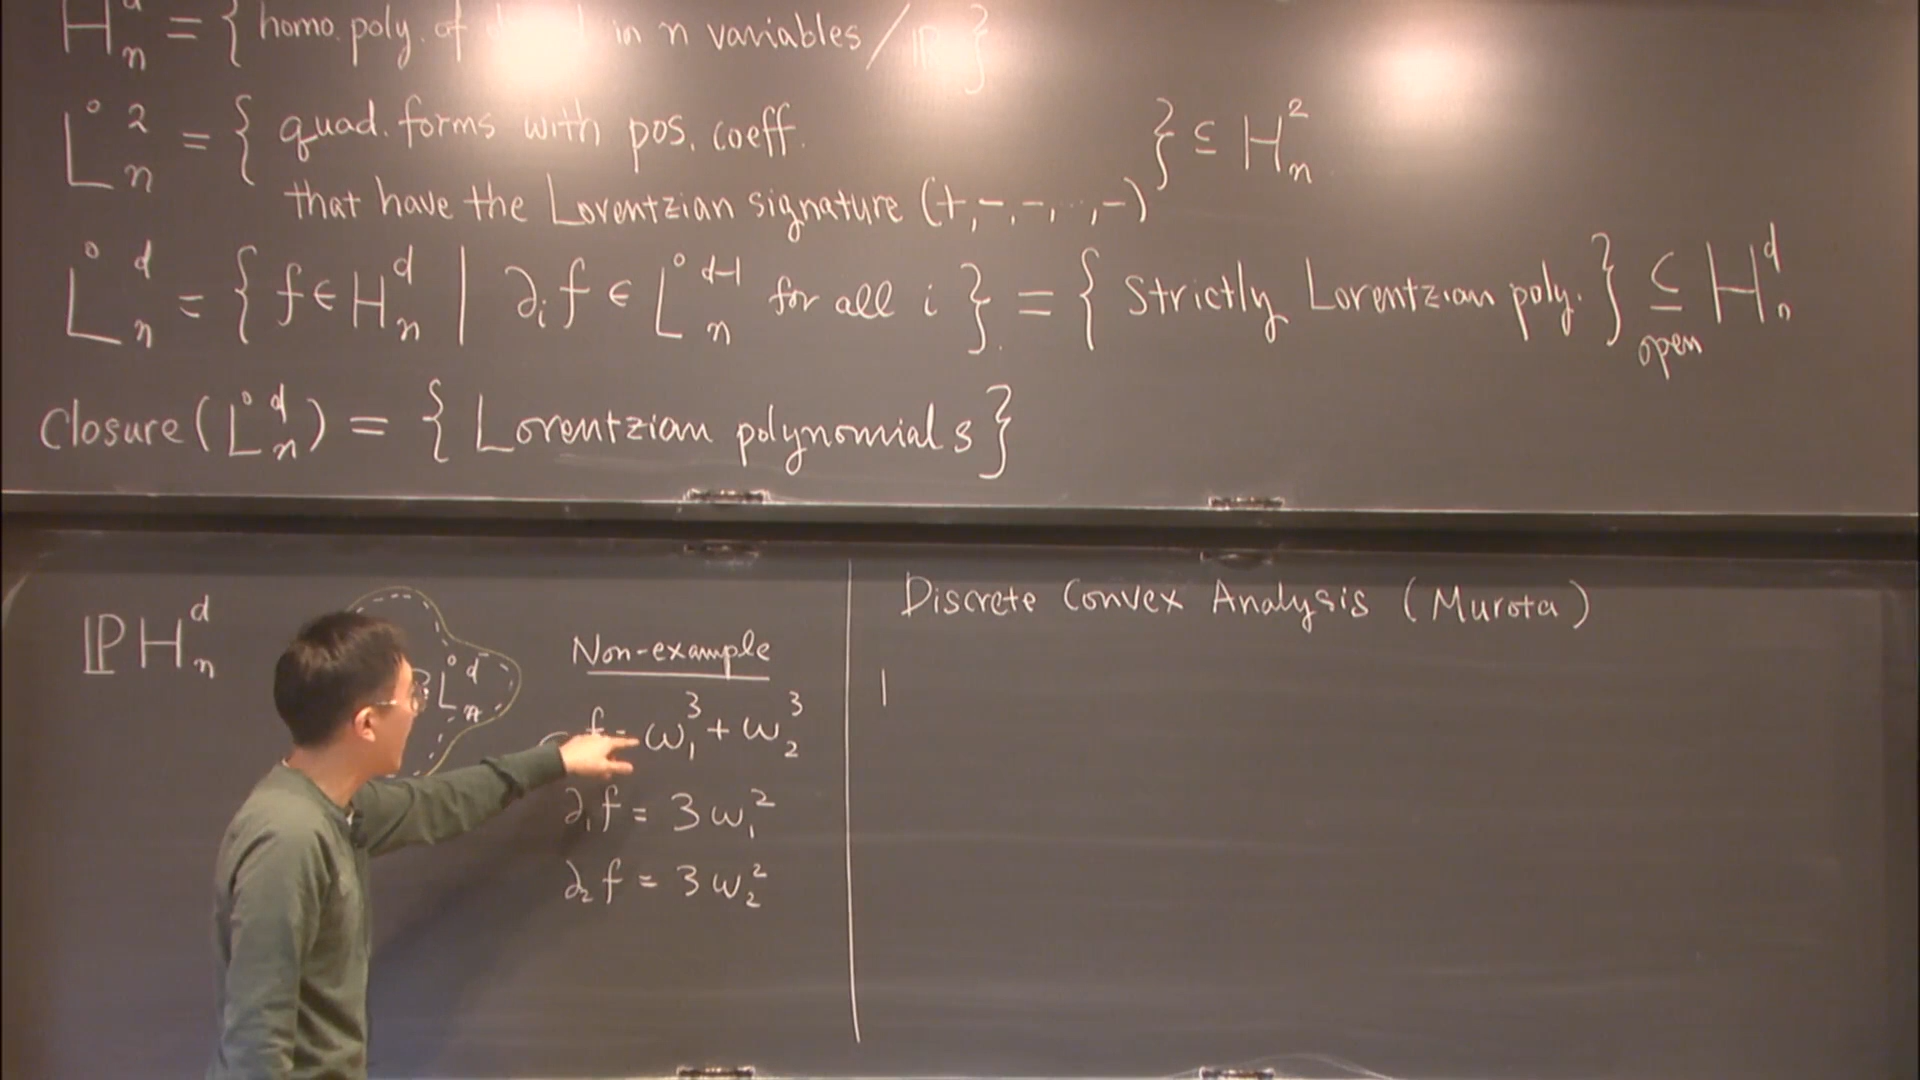 Hₙᵈ = { homo. poly. of in n variables / ℝ }
L̊ₙ² = { quad. forms with pos. coeff.
that have the Lorentzian signature (+,-,-,...,-) } ⊆ Hₙ²
L̊ₙᵈ = { f ∈ Hₙᵈ | ∂ᵢf ∈ L̊ₙᵈ⁻¹ for all i }. = { Strictly Lorentzian poly. } ⊆ Hₙᵈ
open
Closure(L̊ₙᵈ) = { Lorentzian polynomials }
ℙHₙᵈ
L̊ₙᵈ
Non-example
f = ω₁³ + ω₂³
∂₁f = 3ω₁²
∂₂f = 3ω₂²
Discrete Convex Analysis (Murota)